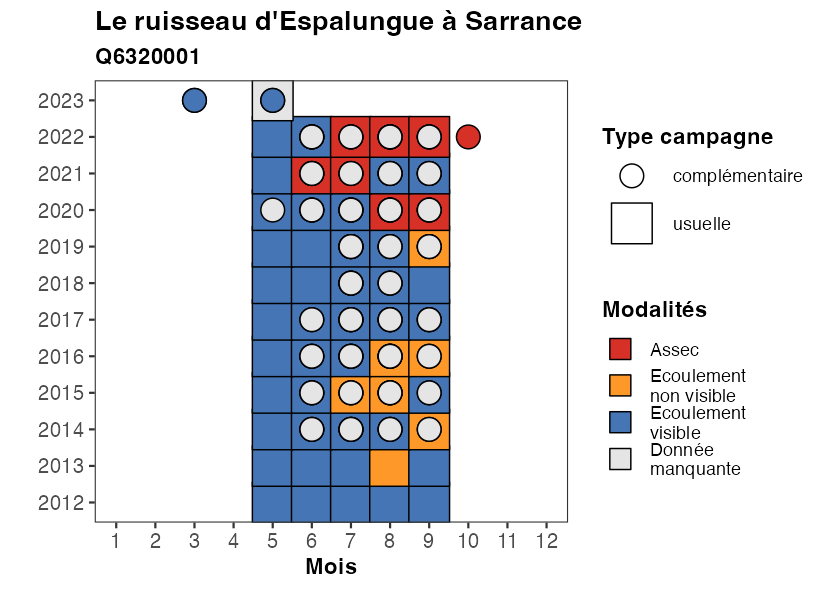 Le ruisseau d'Espalungue à Sarrance
Q6320001
2023
2022
2021
2020
2019
2018
2017
2016
2015
2014
2013
2012
1 2 3 4 5 6 7 8 9 10 11 12
Mois
Type campagne
complémentaire
usuelle
Modalités
Assec
Ecoulement
non visible
Ecoulement
visible
Donnée
manquante